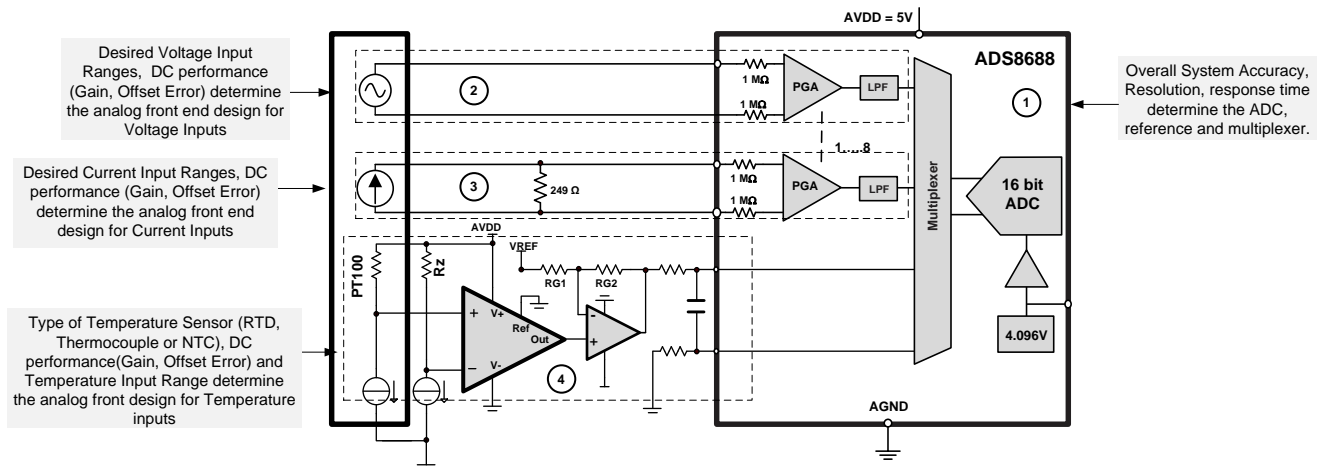 Desired Voltage Input
Ranges, DC performance
(Gain, Offset Error) determine
the analog front end design for
Voltage Inputs
Desired Current Input Ranges, DC
performance (Gain, Offset Error)
determine the analog front end
design for Current Inputs
Type of Temperature Sensor (RTD,
Thermocouple or NTC), DC
performance(Gain, Offset Error) and
Temperature Input Range determine
the analog front design for Temperature
inputs
AVDD = 5V
ADS8688
1
Overall System Accuracy,
Resolution, response time
determine the ADC,
reference and multiplexer.
2
1 MΩ
1 MΩ
PGA
LPF
1.....8
3
249 Ω
1 MΩ
1 MΩ
PGA
LPF
Multiplexer
16 bit
ADC
4.096V
AVDD
VREF
PT100
Rz
RG1
RG2
+
V+
Ref
Out
−
V-
-
+
4
AGND